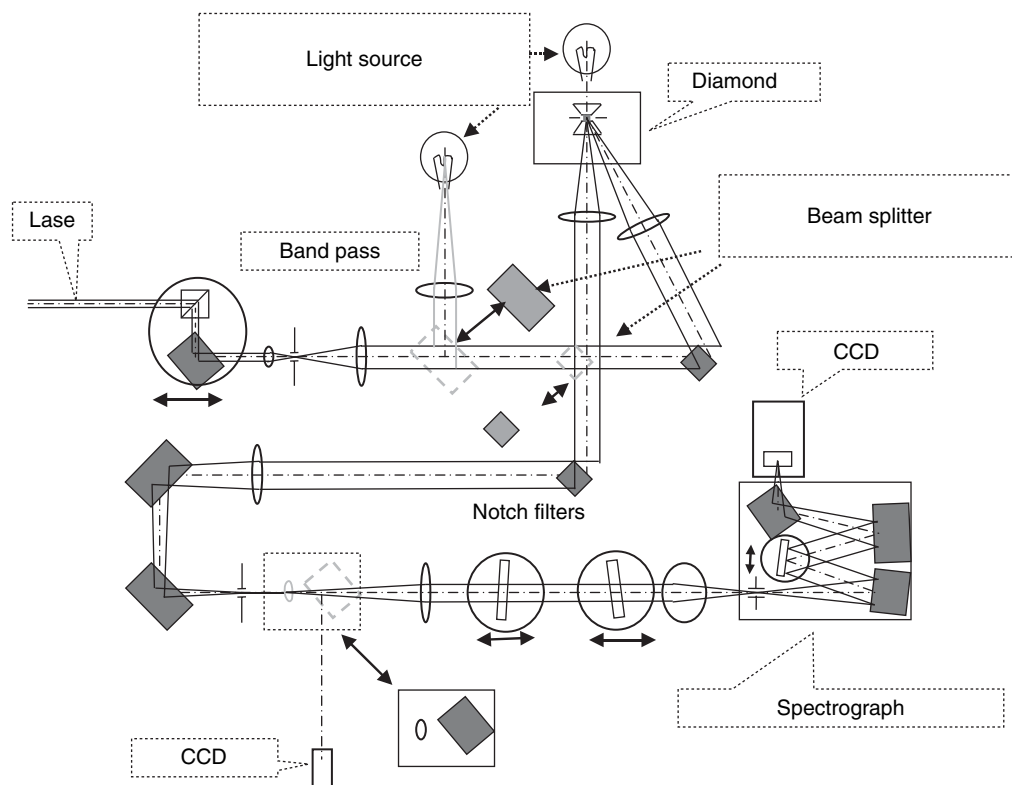 Light source
Diamond
Lase
Band pass
Beam splitter
CCD
Notch filters
Spectrograph
CCD